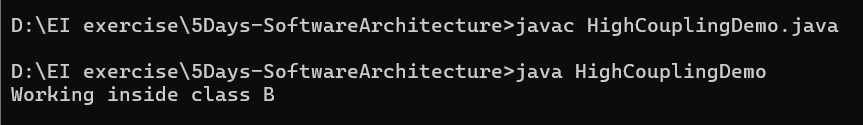 D:\EI exercise\5Days-SoftwareArchitecture>javac HighCouplingDemo.java
D:\EI exercise\5Days-SoftwareArchitecture>java HighCouplingDemo
Working inside class B